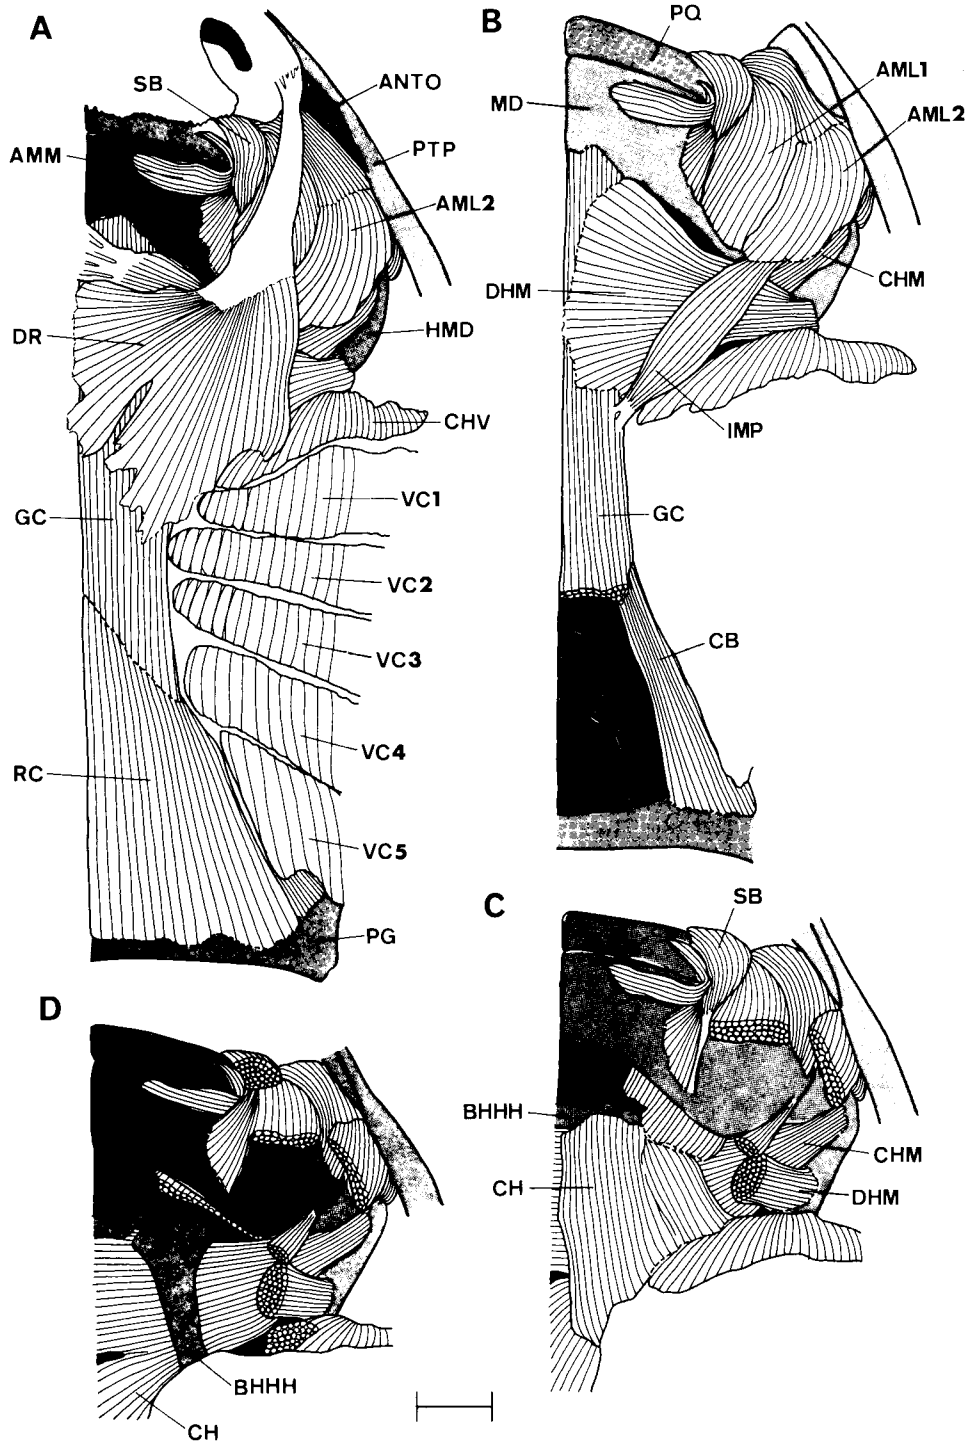 A
SB
ANTO
AMM
PTP
AML2
DR
HMD
CHV
GC
VC1
VC2
VC3
VC4
RC
VC5
PG
B
PQ
AML1
MD
AML2
CHM
DHM
IMP
GC
CB
C
SB
BHHH
CHM
CH
DHM
D
BHHH
CH